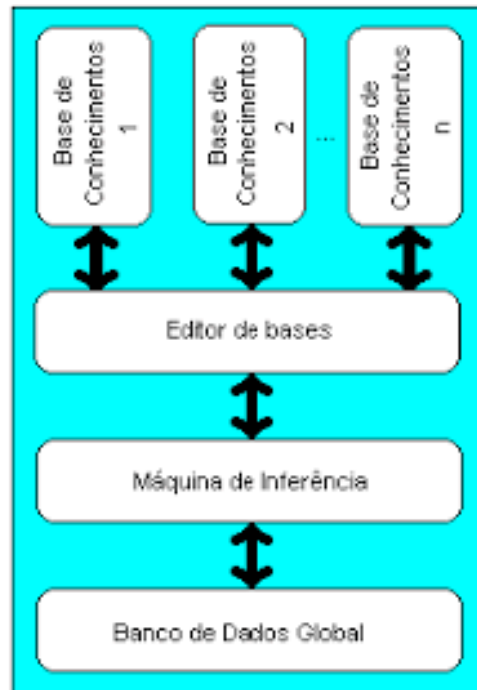 Base de
Conhecimentos
1
Base de
Conhecimentos
2
...
Base de
Conhecimentos
n
Editor de bases
Máquina de Inferência
Banco de Dados Global